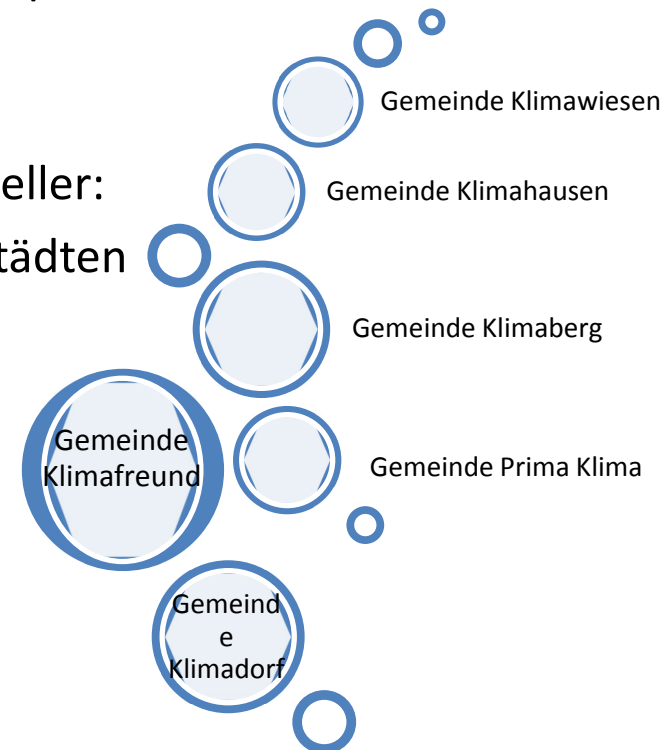 Gemeinde Klimawiesen
eller:
Gemeinde Klimahausen
tädten
Gemeinde Klimaberg
Gemeinde
Klimafreund
Gemeinde Prima Klima
Gemeind
e
Klimadorf